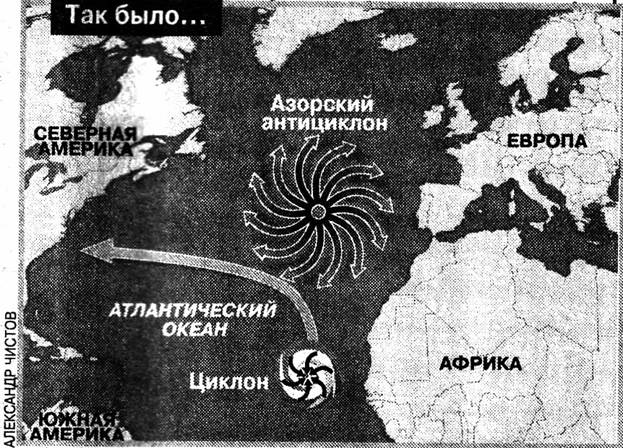 Так было...
Азорский
антициклон
СЕВЕРНАЯ
АМЕРИКА
ЕВРОПА
АТЛАНТИЧЕСКИЙ
ОКЕАН
Циклон
АФРИКА
ЮЖНАЯ
АМЕРИКА
АЛЕКСАНДР ЧИСТОВ